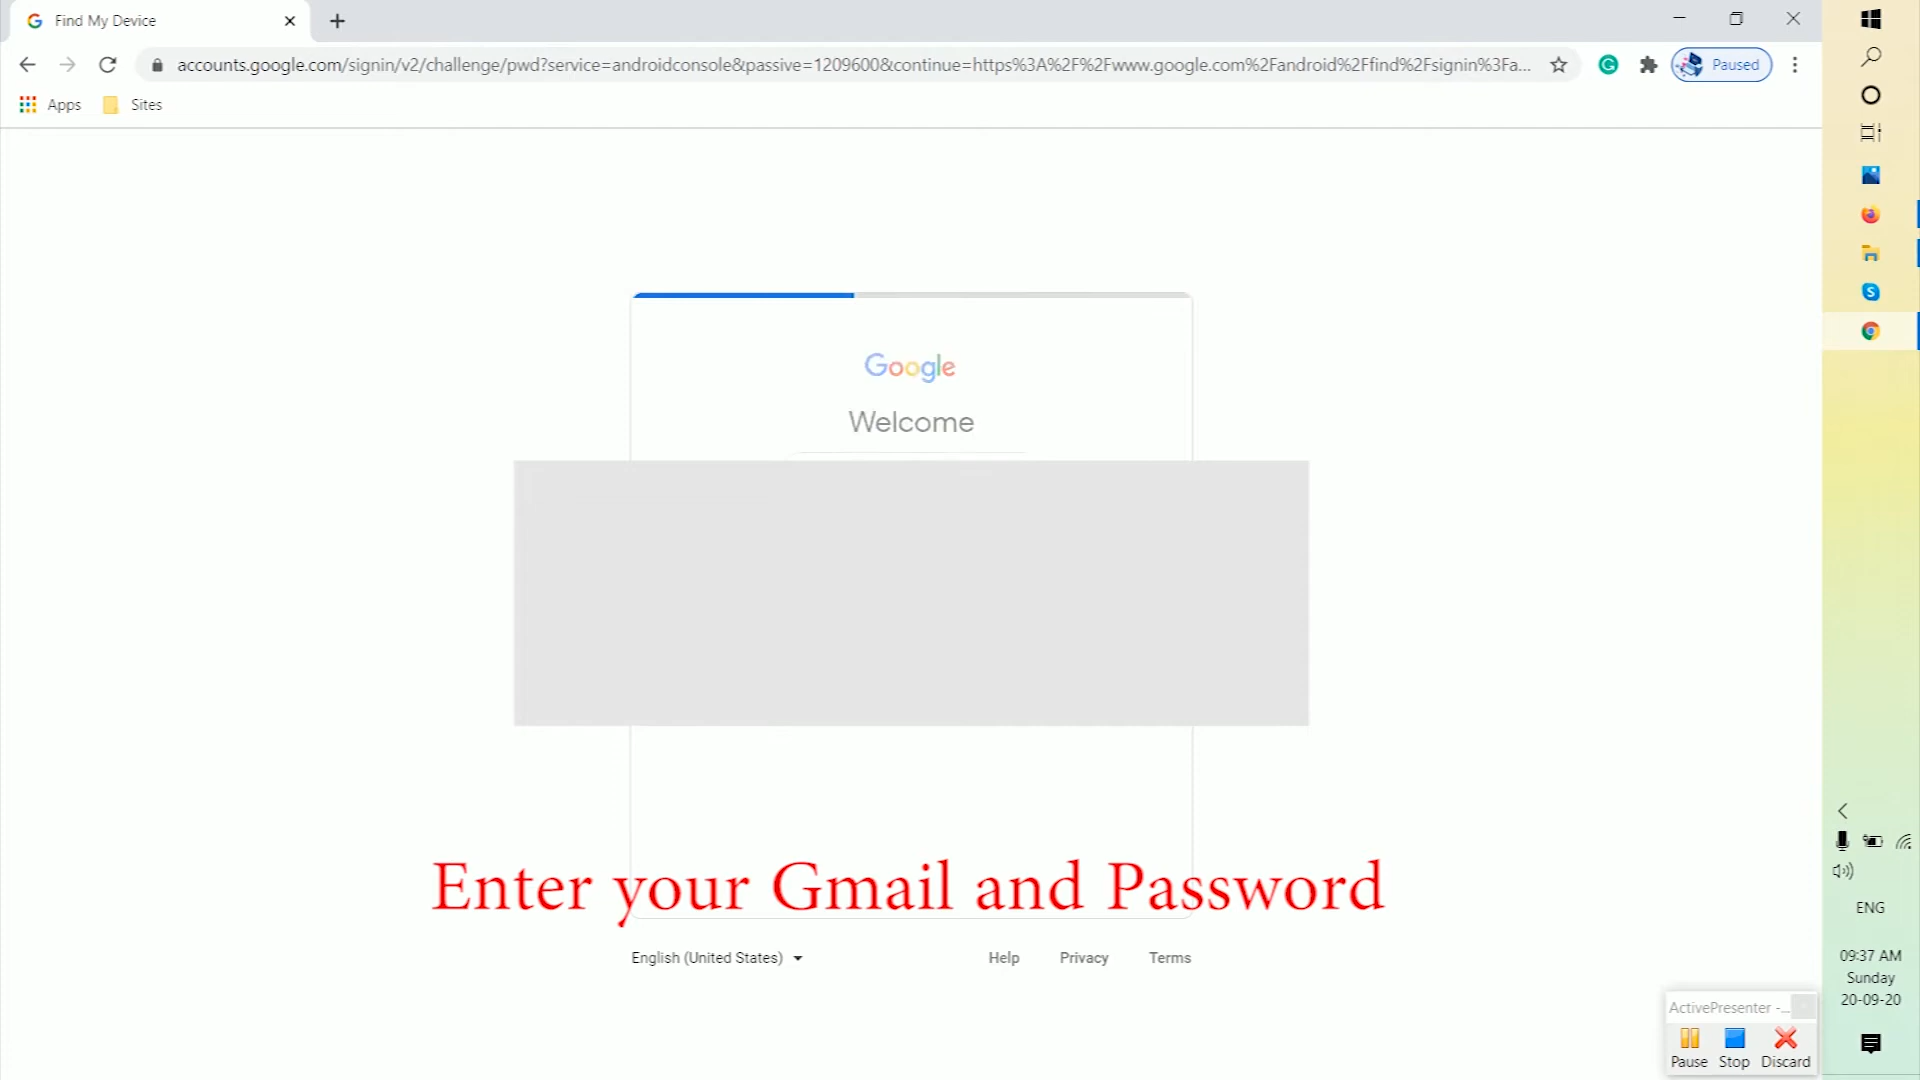 Find My Device
accounts.google.com/signin/v2/challenge/pwd?service=androidconsole&passive=1209600&continue=https%3A%2F%2Fwww.google.com%2Fandroid%2Ffind%2Fsignin%3Fa...
Paused
Apps
Sites
Google
Welcome
Enter your Gmail and Password
English (United States)
Help
Privacy
Terms
ENG
09:37 AM
Sunday
20-09-20
ActivePresenter -...
Pause
Stop
Discard